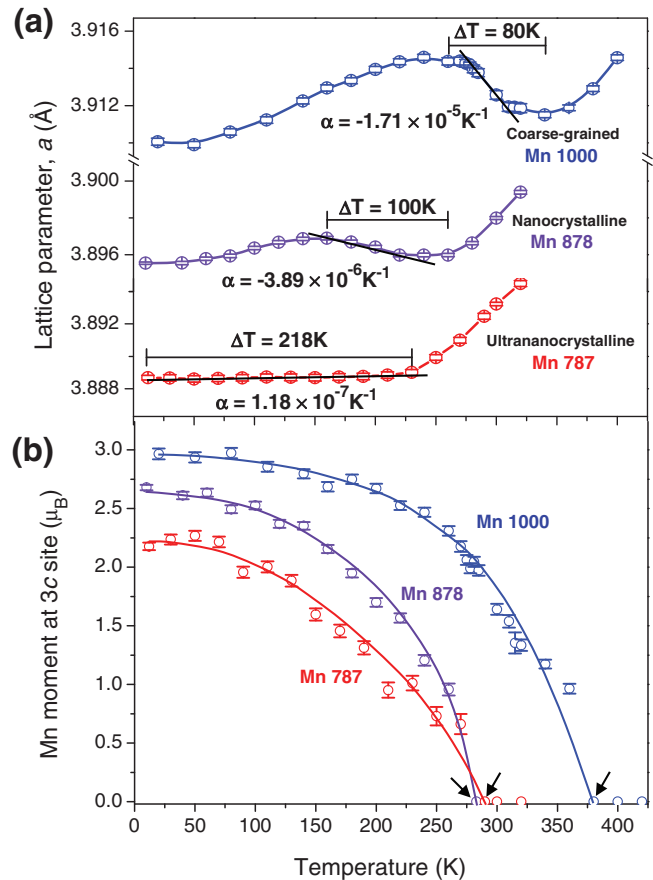 (a)
3.916
3.912
3.900
3.896
3.892
3.888
Lattice parameter, a (Å)
ΔT = 80K
α = -1.71 × 10⁻⁵K⁻¹
Coarse-grained
Mn 1000
ΔT = 100K
Nanocrystalline
Mn 878
α = -3.89 × 10⁻⁶K⁻¹
ΔT = 218K
Ultrananocrystalline
Mn 787
α = 1.18 × 10⁻⁷K⁻¹
(b)
3.0
2.5
2.0
1.5
1.0
0.5
0.0
Mn moment at 3c site (μB)
Mn 1000
Mn 878
Mn 787
0 50 100 150 200 250 300 350 400
Temperature (K)